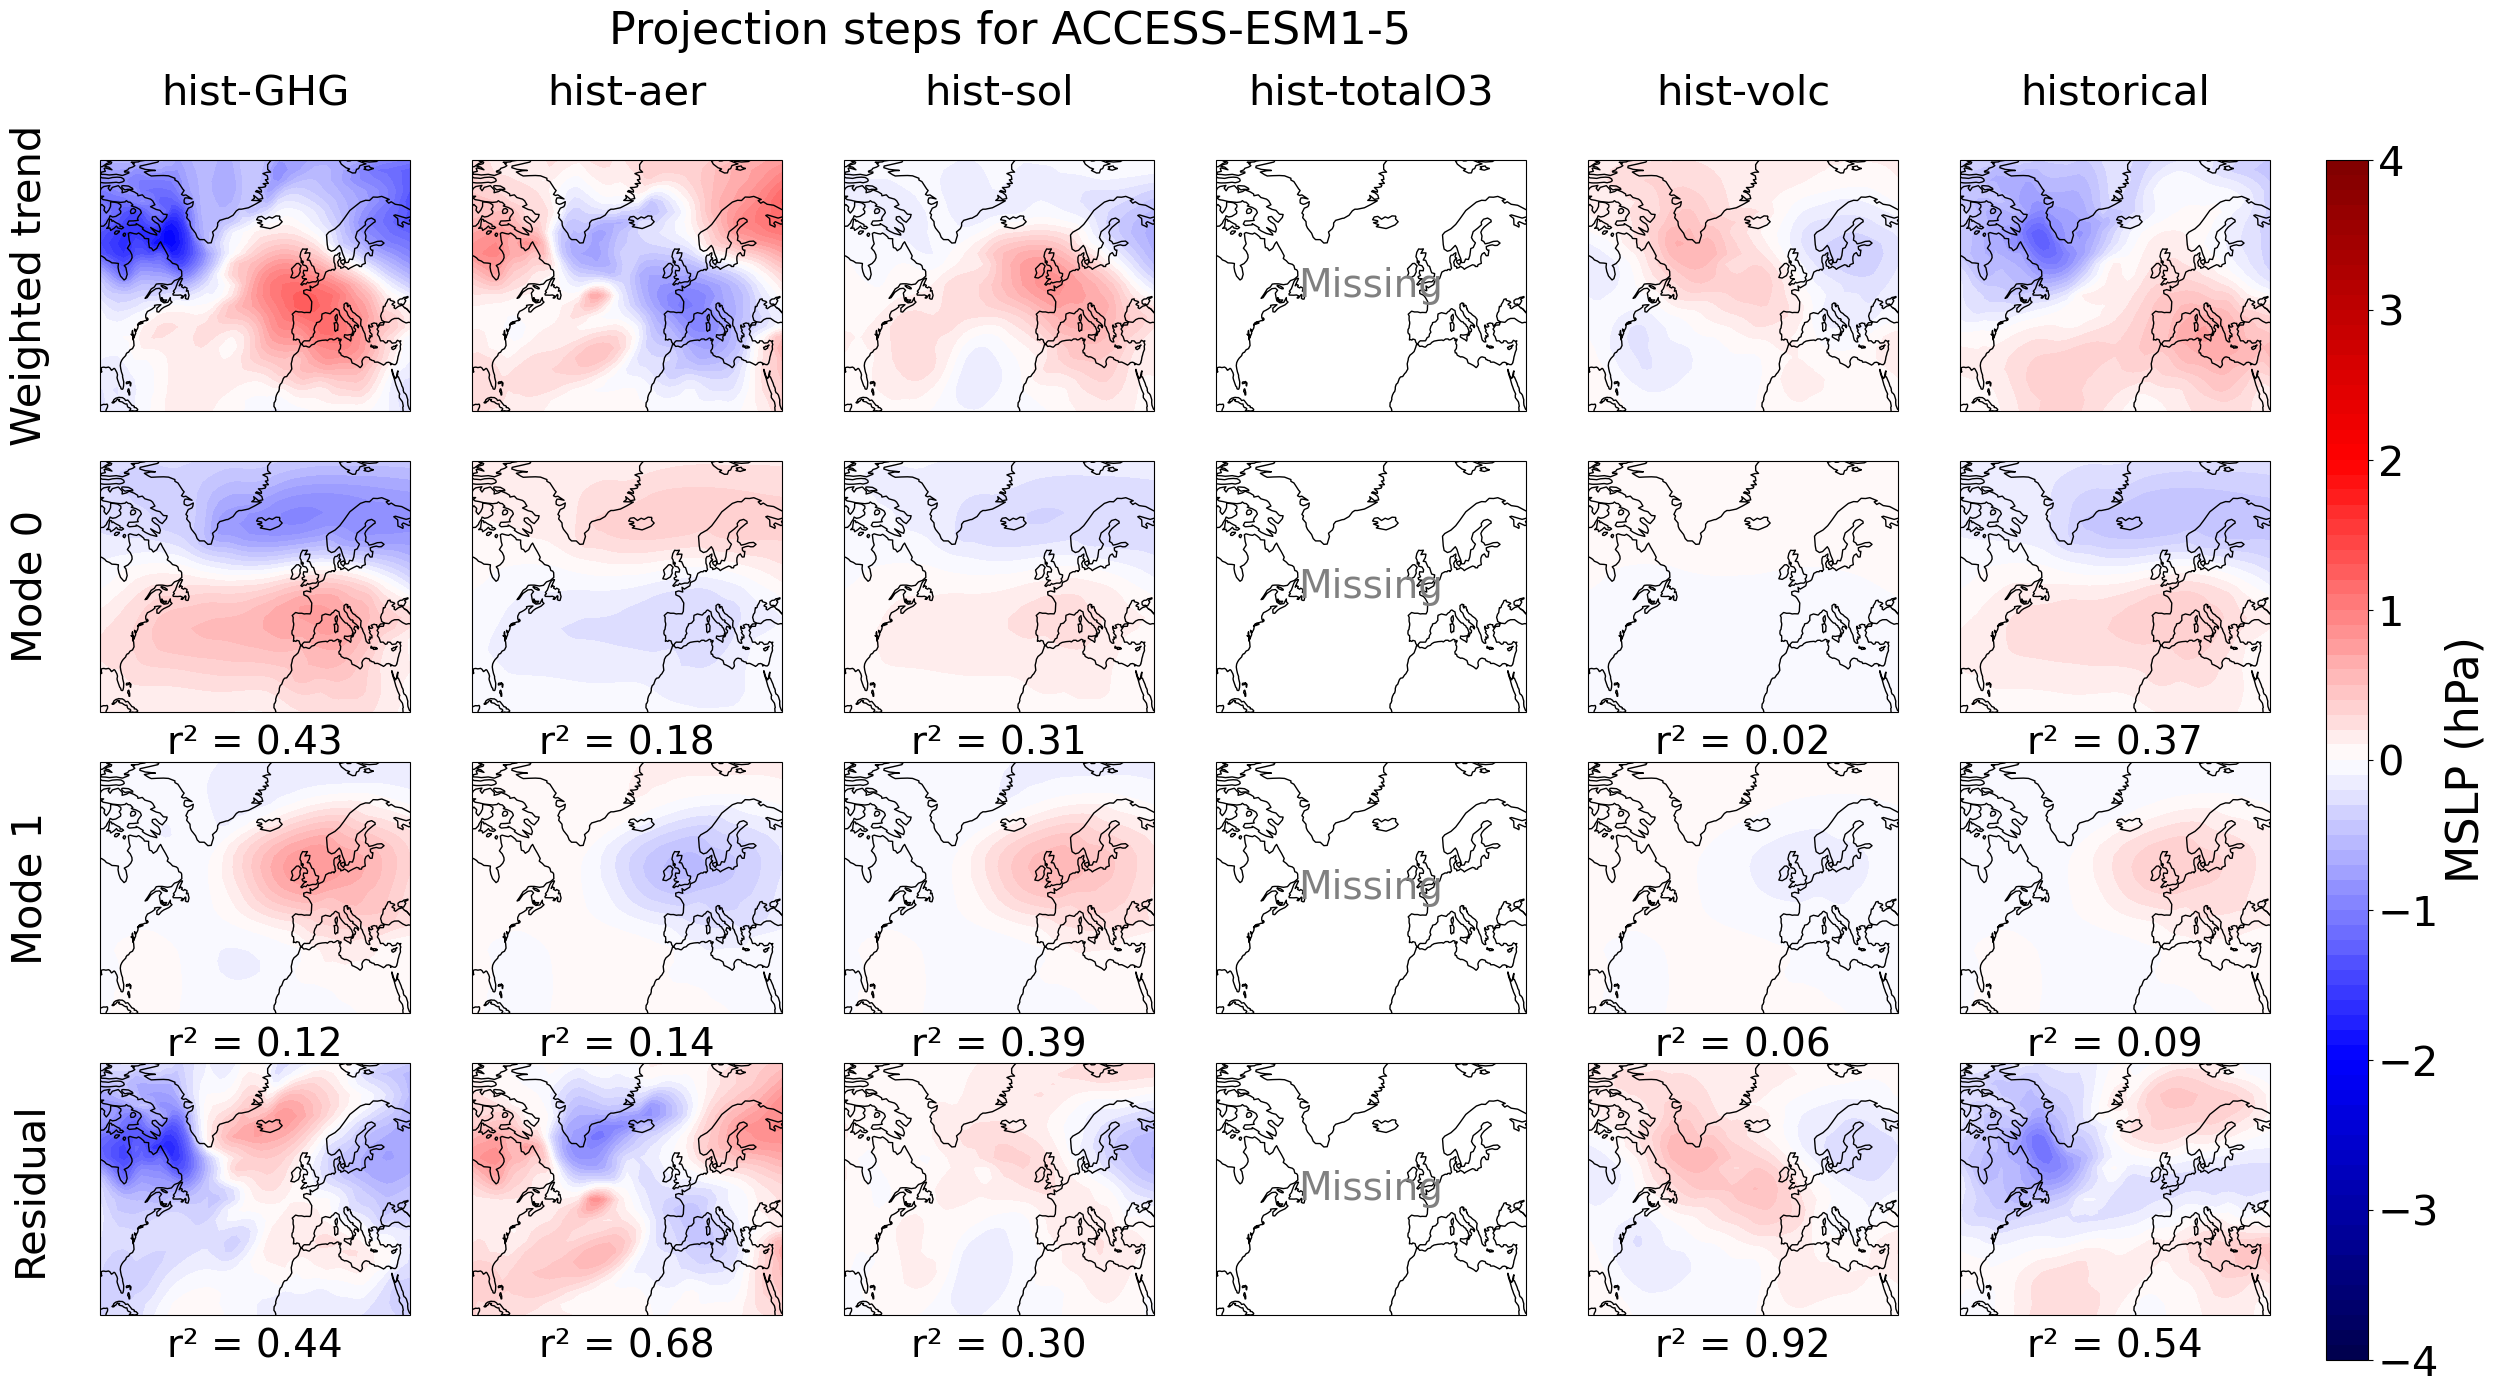 Projection steps for ACCESS-ESM1-5
hist-GHG hist-aer hist-sol hist-totalO3 hist-volc historical
Weighted trend
Missing
Mode 0
Missing
r² = 0.43 r² = 0.18 r² = 0.31 r² = 0.02 r² = 0.37
Mode 1
Missing
r² = 0.12 r² = 0.14 r² = 0.39 r² = 0.06 r² = 0.09
Residual
Missing
r² = 0.44 r² = 0.68 r² = 0.30 r² = 0.92 r² = 0.54
4
3
2
1
0
−1
−2
−3
−4
MSLP (hPa)